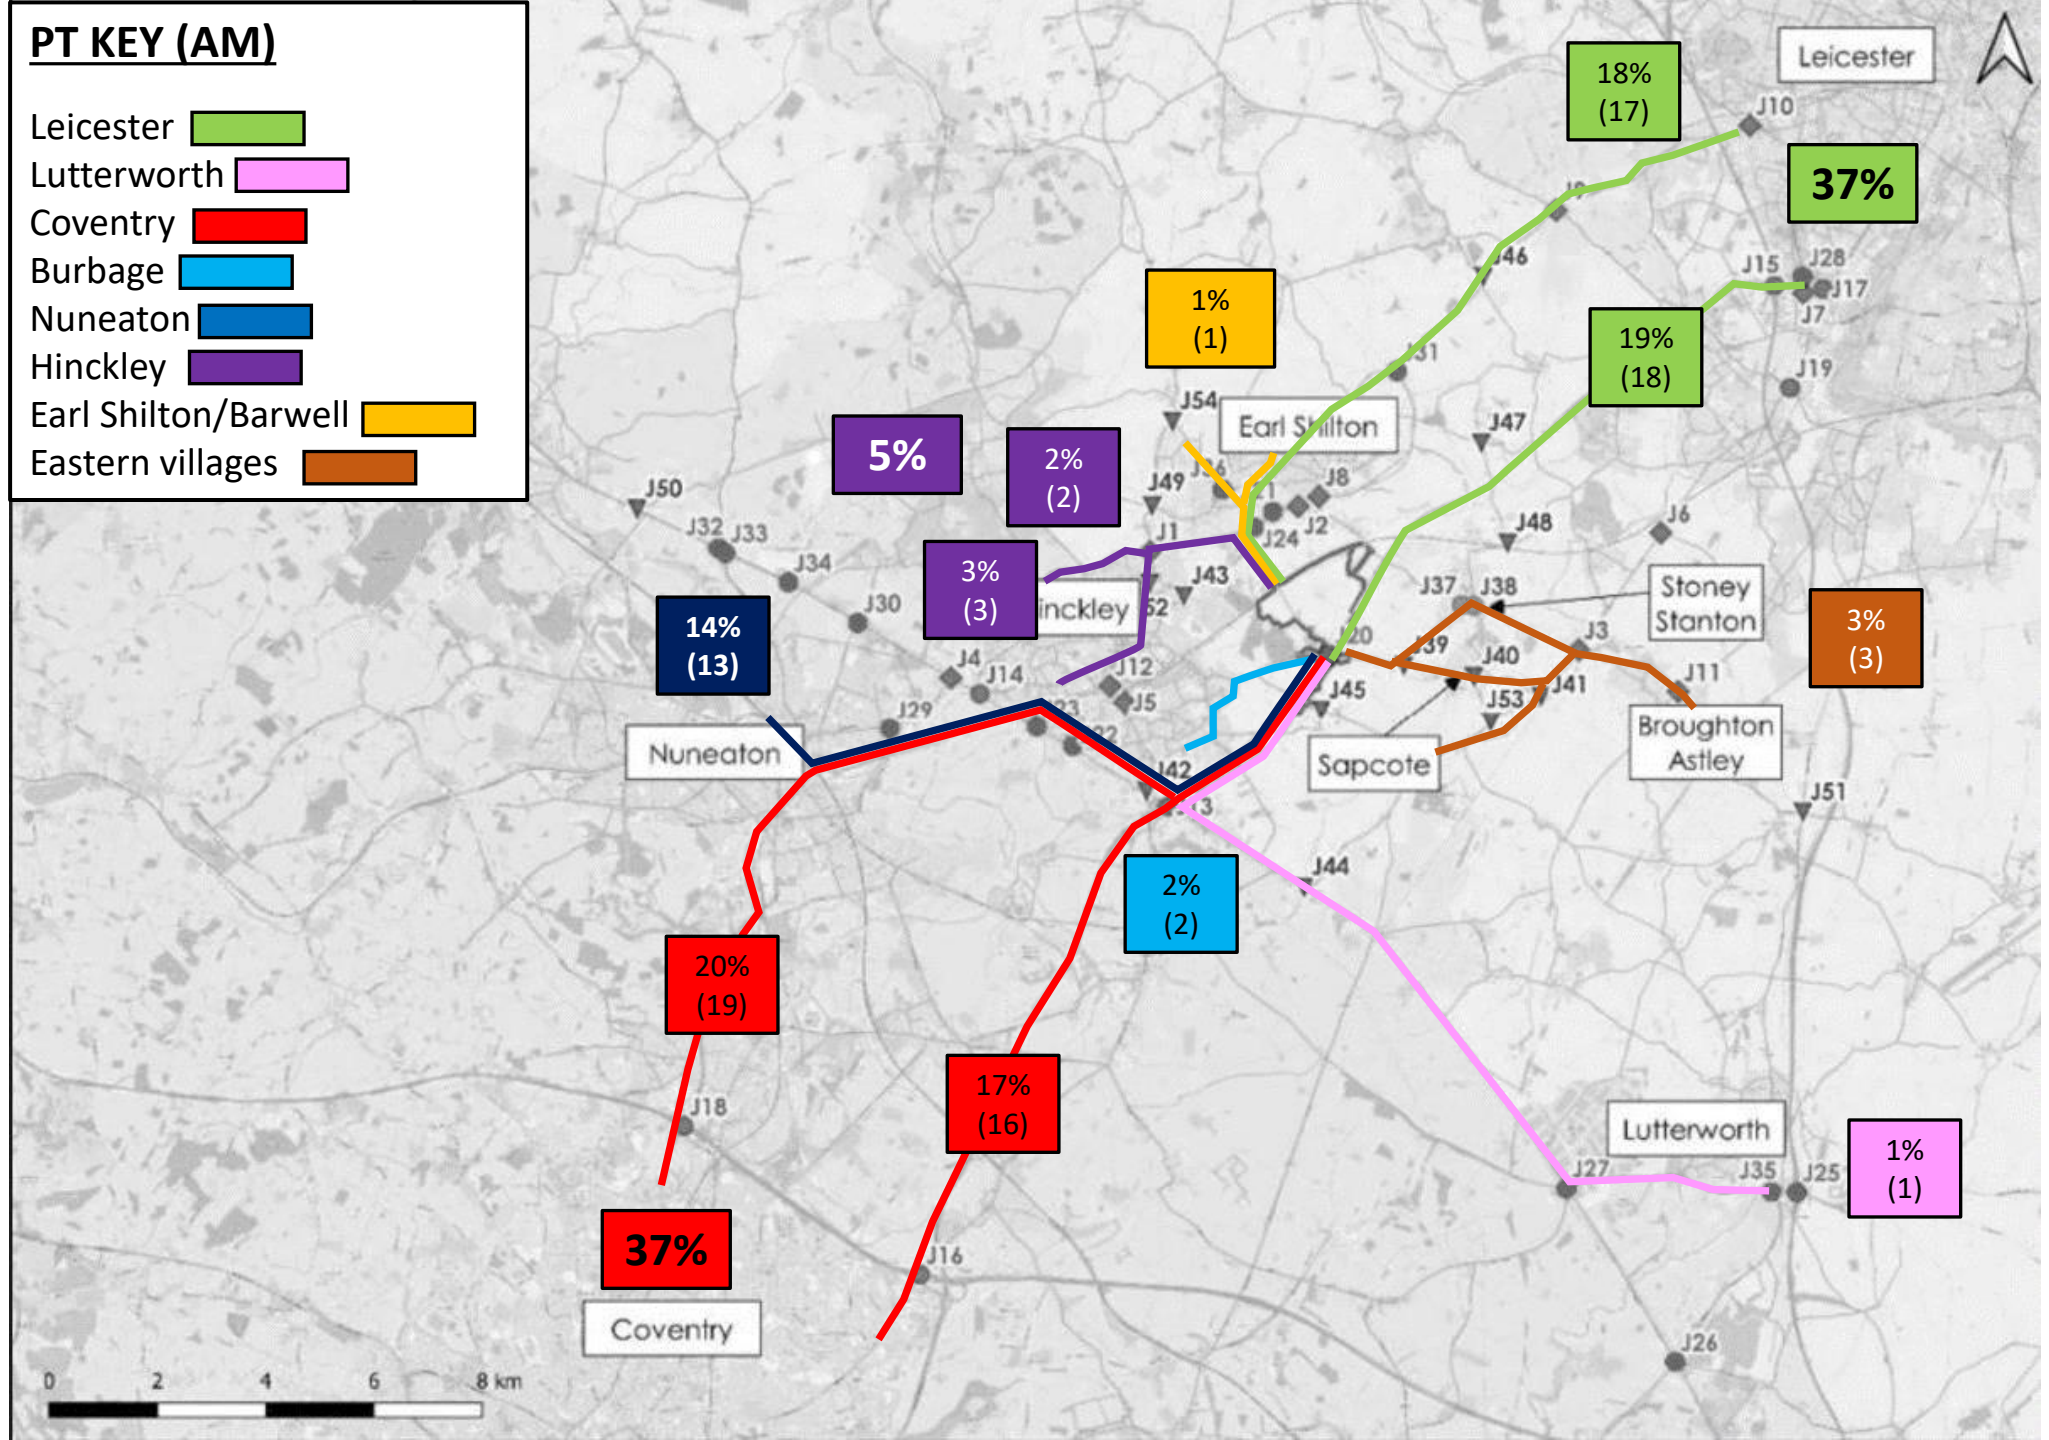 PT KEY (AM)
Leicester
Lutterworth
Coventry
Burbage
Nuneaton
Hinckley
Earl Shilton/Barwell
Eastern villages
Leicester
18%
(17)
J10
37%
J46
J15
J28
J17
J7
1%
(1)
19%
(18)
J31
J19
J54
Earl Shilton
J47
5%
2%
(2)
J49
J8
J2
J50
J32
J33
J1
J24
J48
J6
J34
3%
(3)
J43
inckley
52
J37
J38
Stoney
Stanton
J30
14%
(13)
J20
J39
J3
3%
(3)
J4
J14
J12
J5
J40
J41
J11
J45
J53
J29
23
22
Nuneaton
Sapcote
Broughton
Astley
J42
J51
2%
(2)
J44
20%
(19)
17%
(16)
J18
Lutterworth
1%
(1)
J27
J35
J25
37%
J16
Coventry
J26
0 2 4 6 8 km